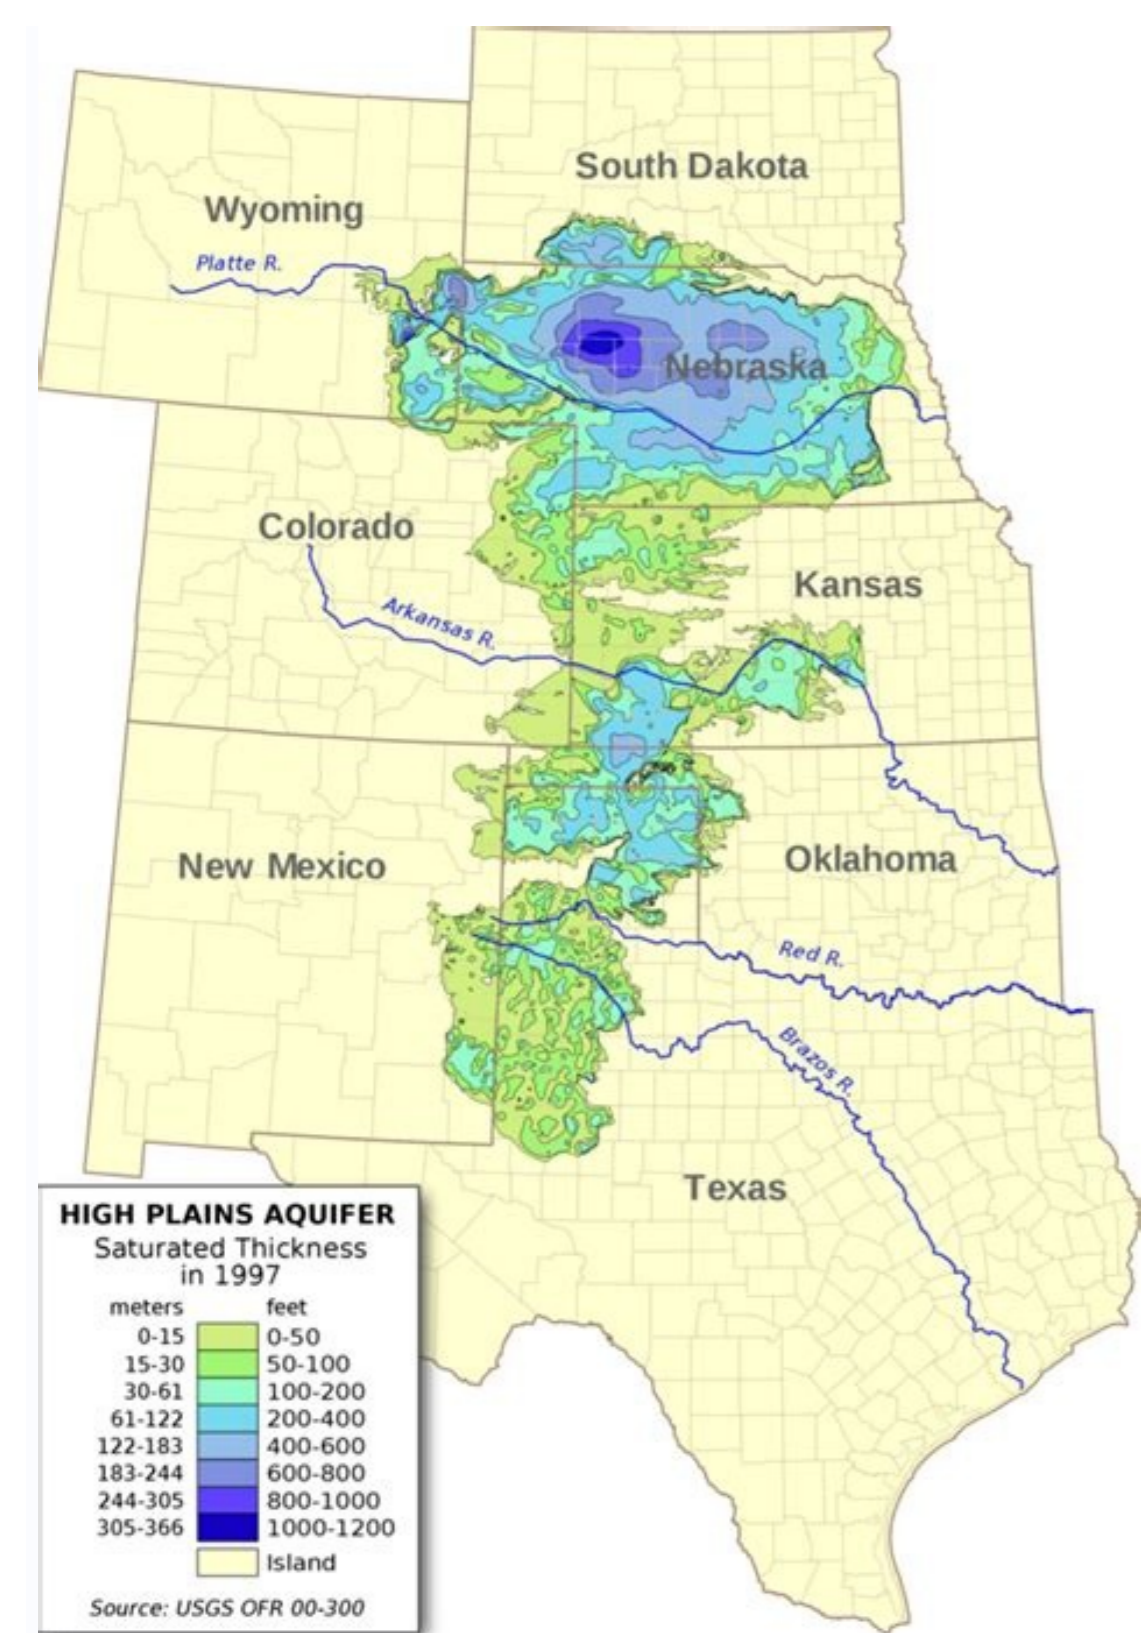 South Dakota
Wyoming
Platte R.
Nebraska
Colorado
Kansas
Arkansas R.
New Mexico
Oklahoma
Red R.
Brazos R.
Texas
HIGH PLAINS AQUIFER
Saturated Thickness
in 1997
meters feet
0-15 0-50
15-30 50-100
30-61 100-200
61-122 200-400
122-183 400-600
183-244 600-800
244-305 800-1000
305-366 1000-1200
Island
Source: USGS OFR 00-300